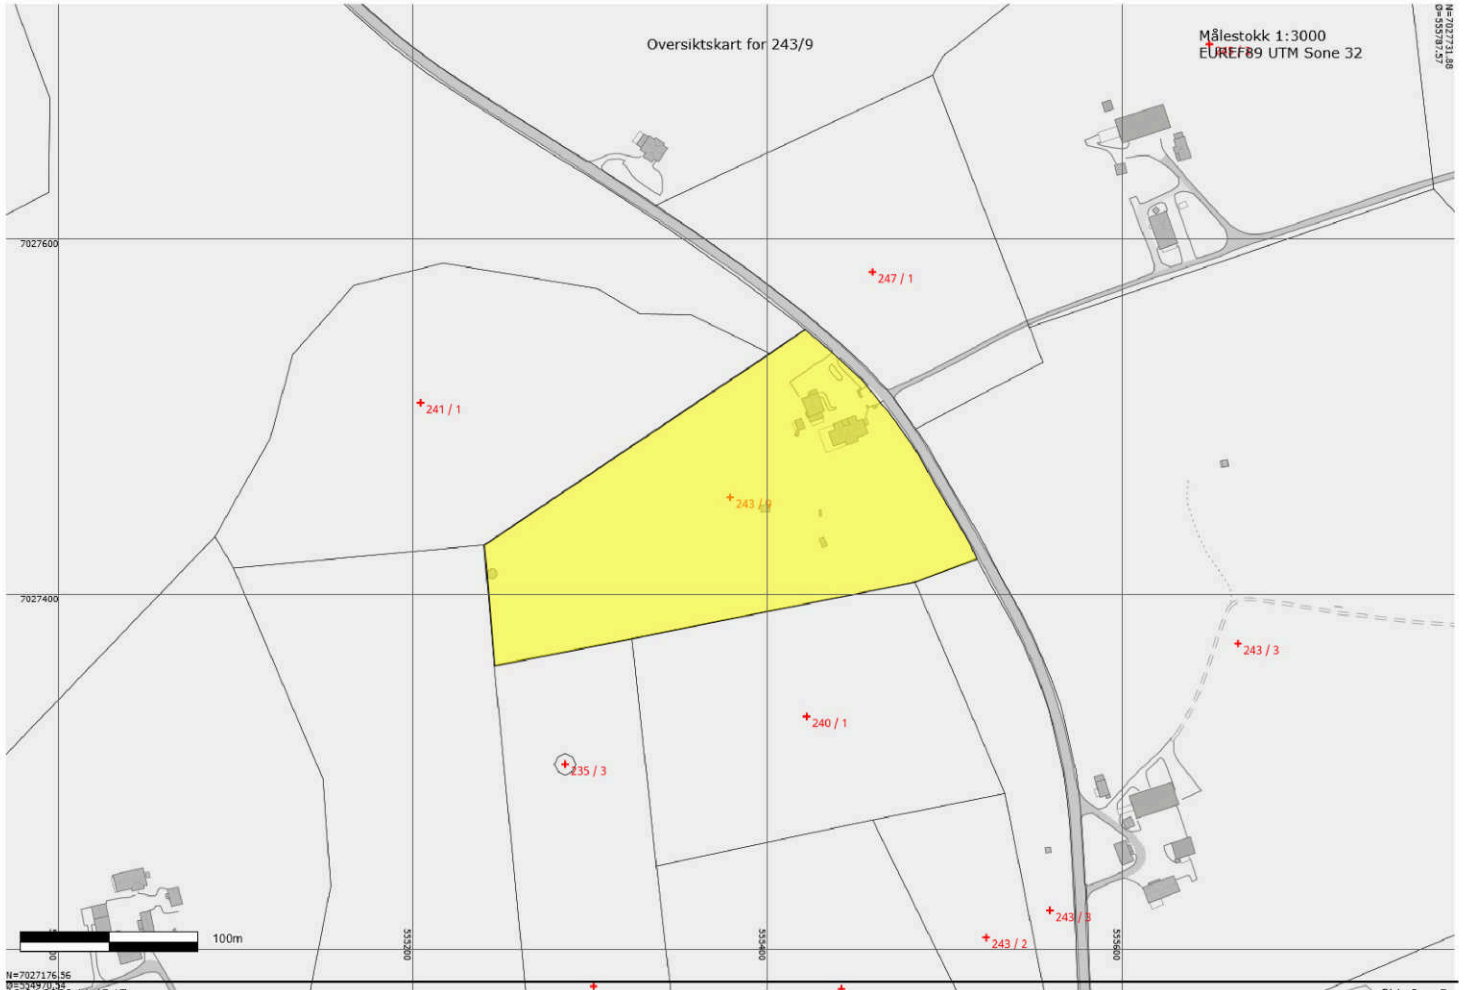 Oversiktskart for 243/9
Målestokk 1:3000
EUREF89 UTM Sone 32
N=7027731.88
Ø=555787.57
7027600
247 / 1
241 / 1
243 / 9
7027400
243 / 3
240 / 1
235 / 3
243 / 3
243 / 2
100m
555200
555400
555600
N=7027176.56
Ø=554970.54